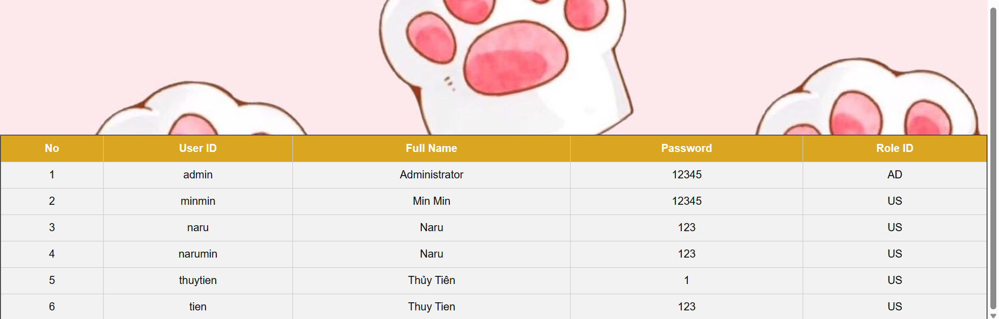 No User ID Full Name Password Role ID
1 admin Administrator 12345 AD
2 minmin Min Min 12345 US
3 naru Naru 123 US
4 narumin Naru 123 US
5 thuytien Thủy Tiên 1 US
6 tien Thuy Tien 123 US